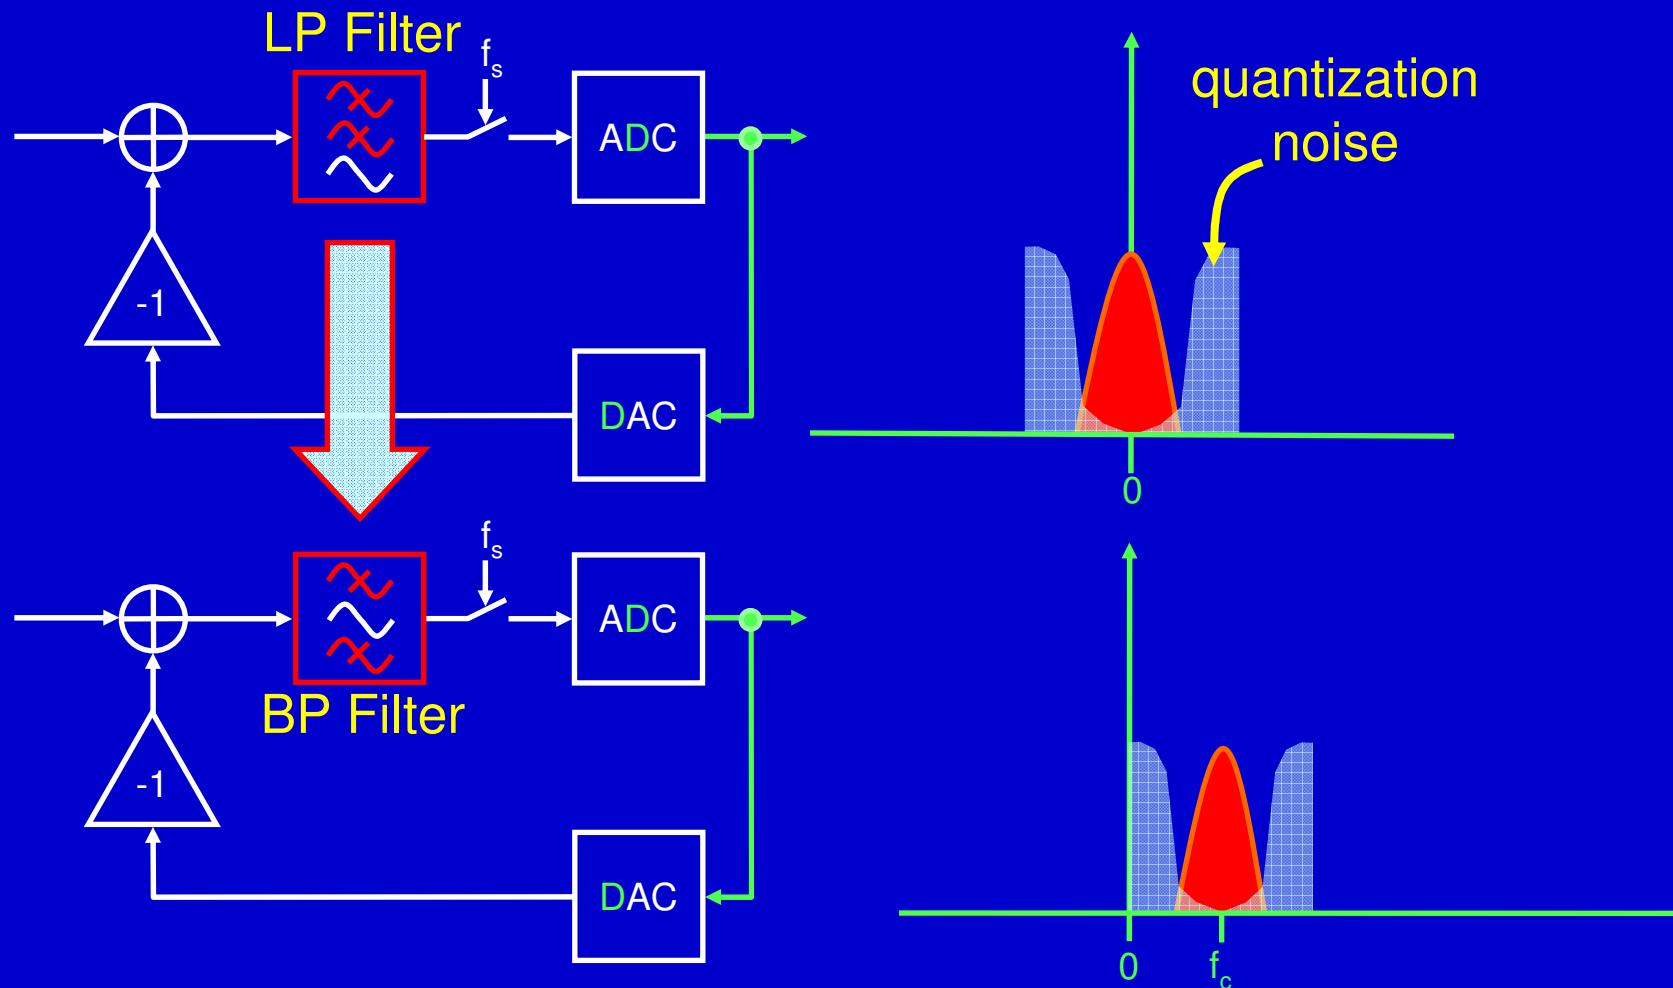 LP Filter
fs
ADC
-1
DAC
quantization
noise
0
fs
ADC
BP Filter
-1
DAC
0
fc